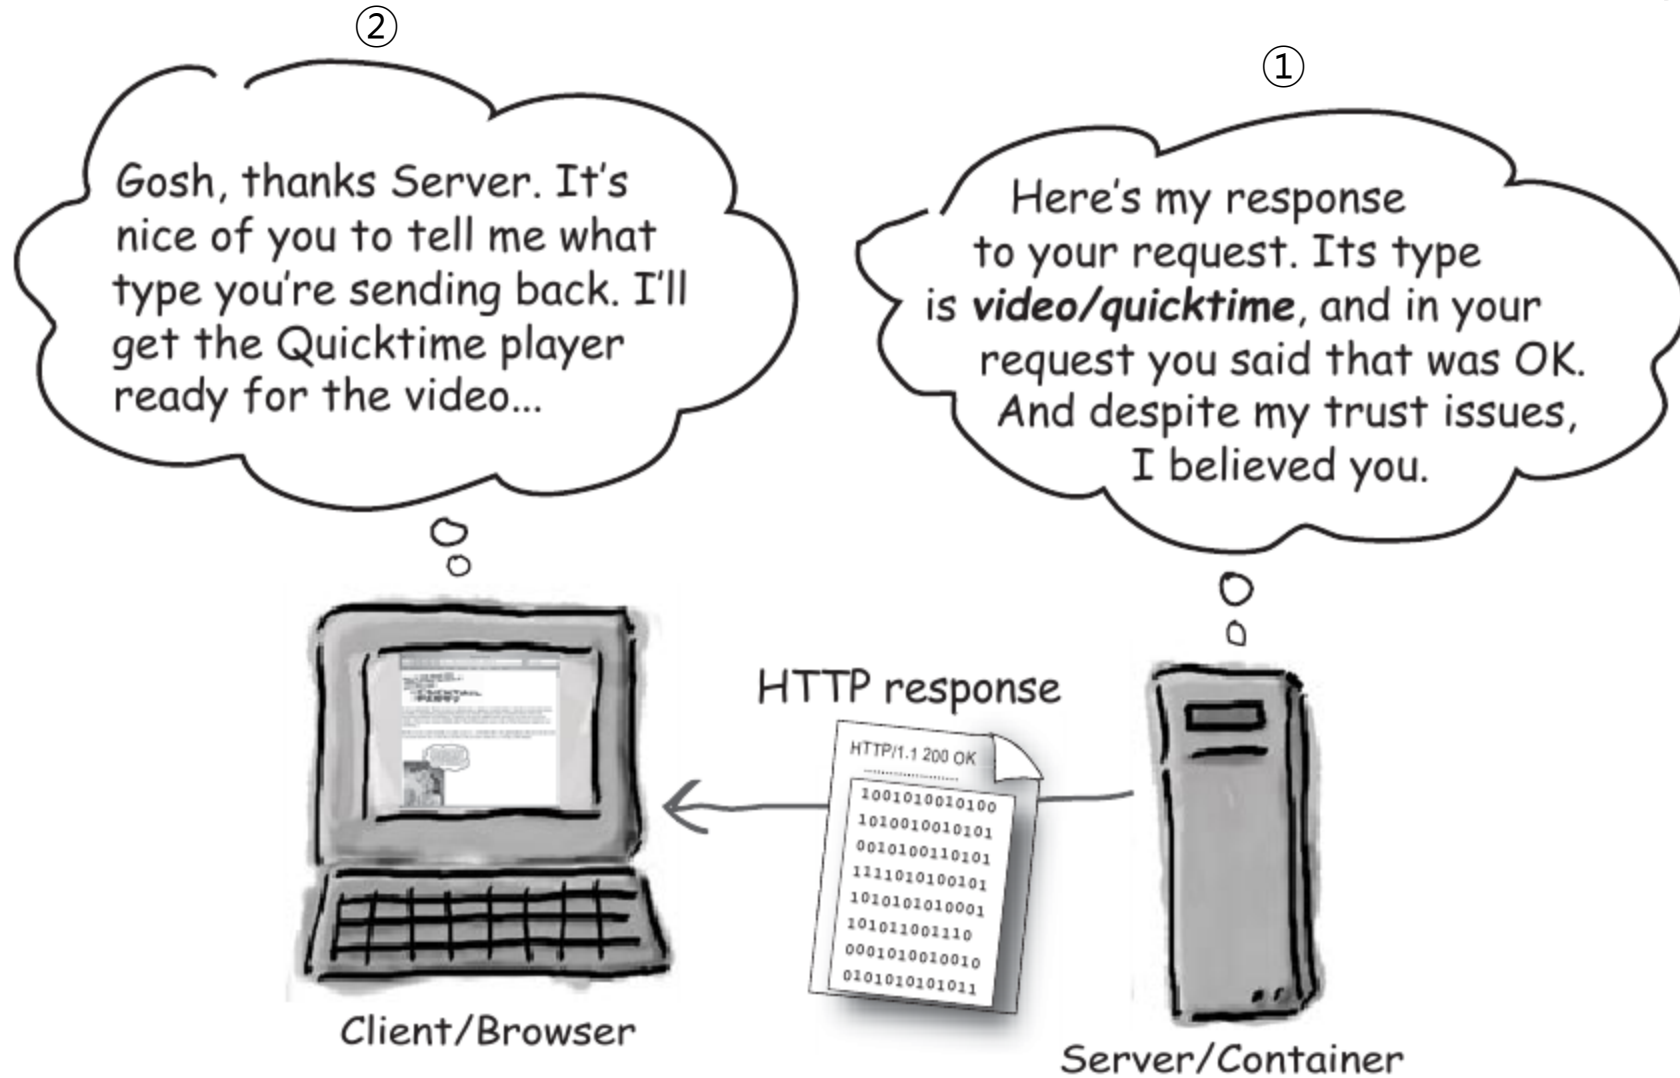 ②
Gosh, thanks Server. It's
nice of you to tell me what
type you're sending back. I'll
get the Quicktime player
ready for the video...
①
Here's my response
to your request. Its type
is video/quicktime, and in your
request you said that was OK.
And despite my trust issues,
I believed you.
HTTP response
HTTP/1.1 200 OK
1001010010100
1010010010101
0010100110101
1111010100101
1010101010001
101011001110
0001010010010
0101010101011
Client/Browser
Server/Container